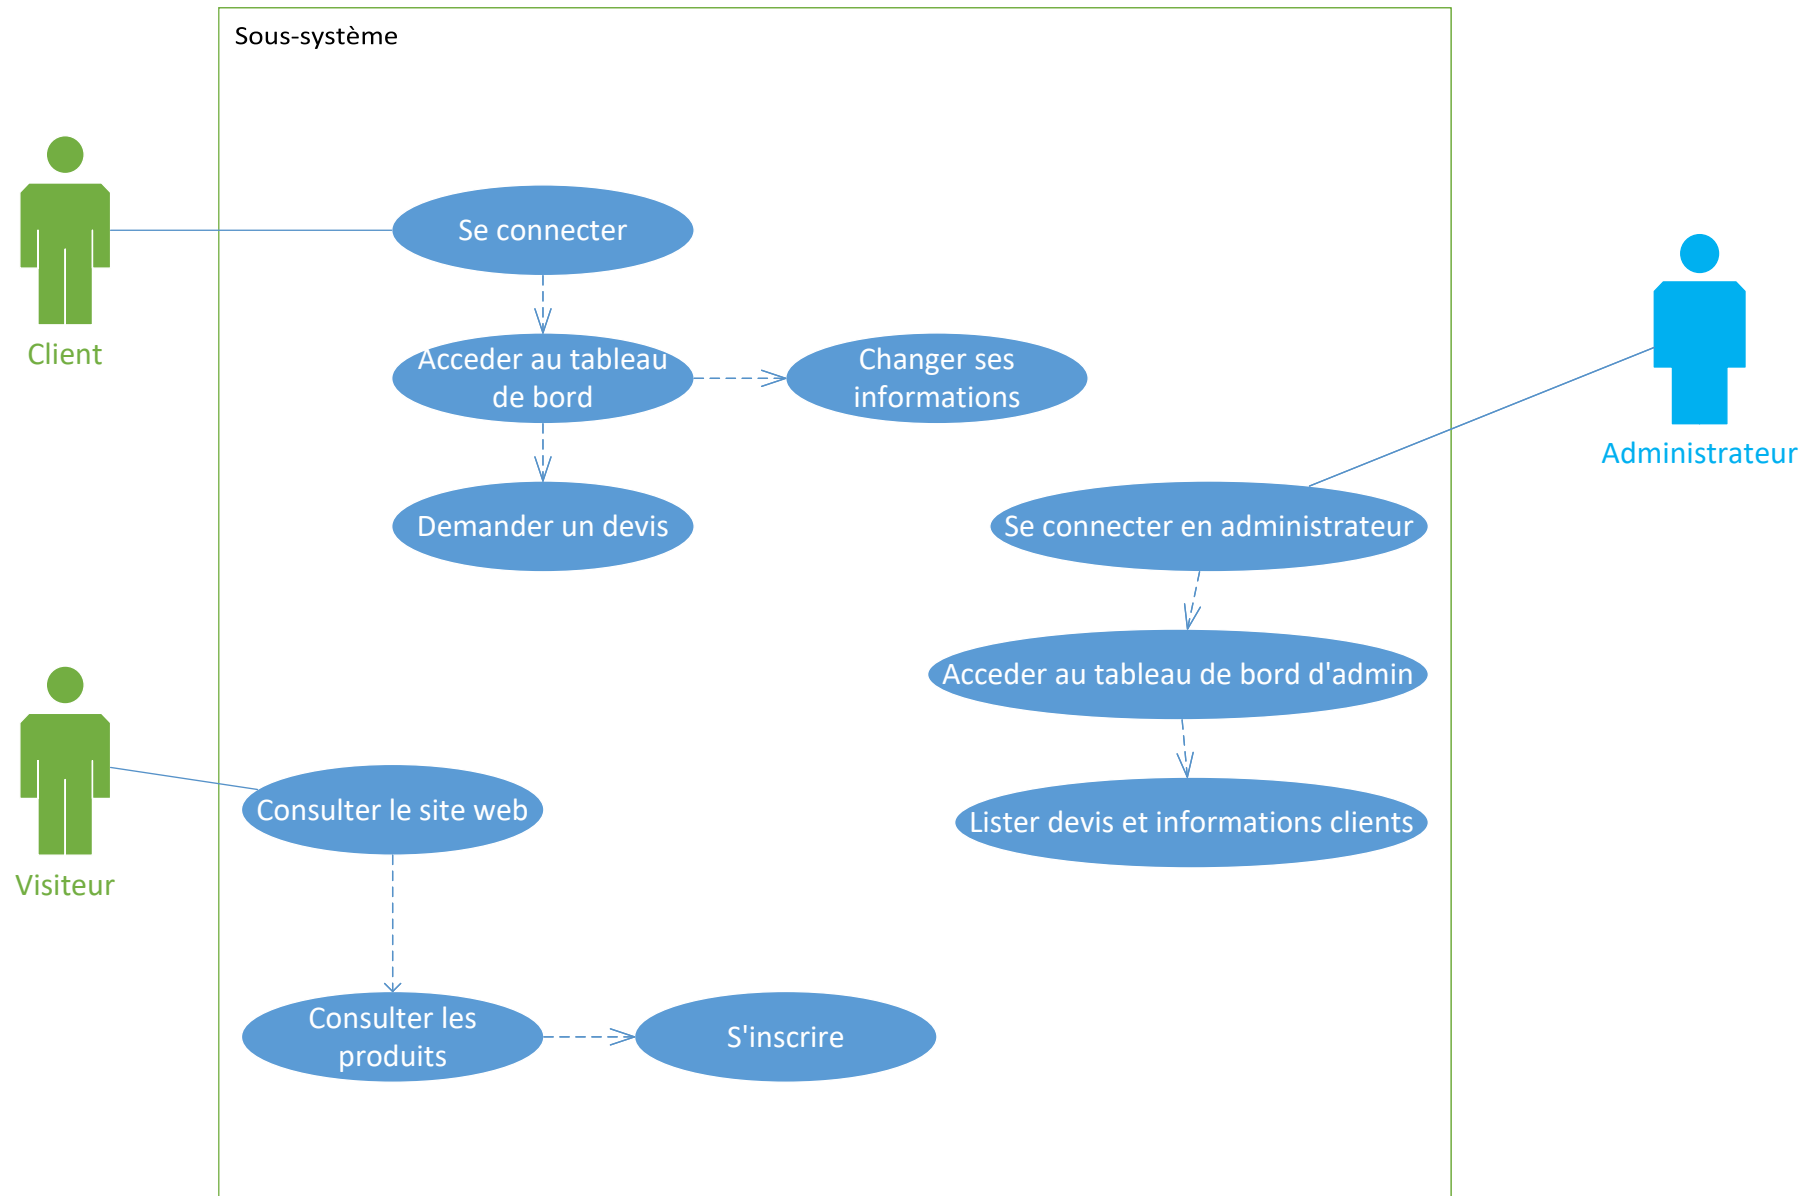 Sous-système
Se connecter
Client
Acceder au tableau
de bord
Changer ses
informations
Administrateur
Demander un devis
Se connecter en administrateur
Acceder au tableau de bord d'admin
Visiteur
Consulter le site web
Lister devis et informations clients
Consulter les
produits
S'inscrire